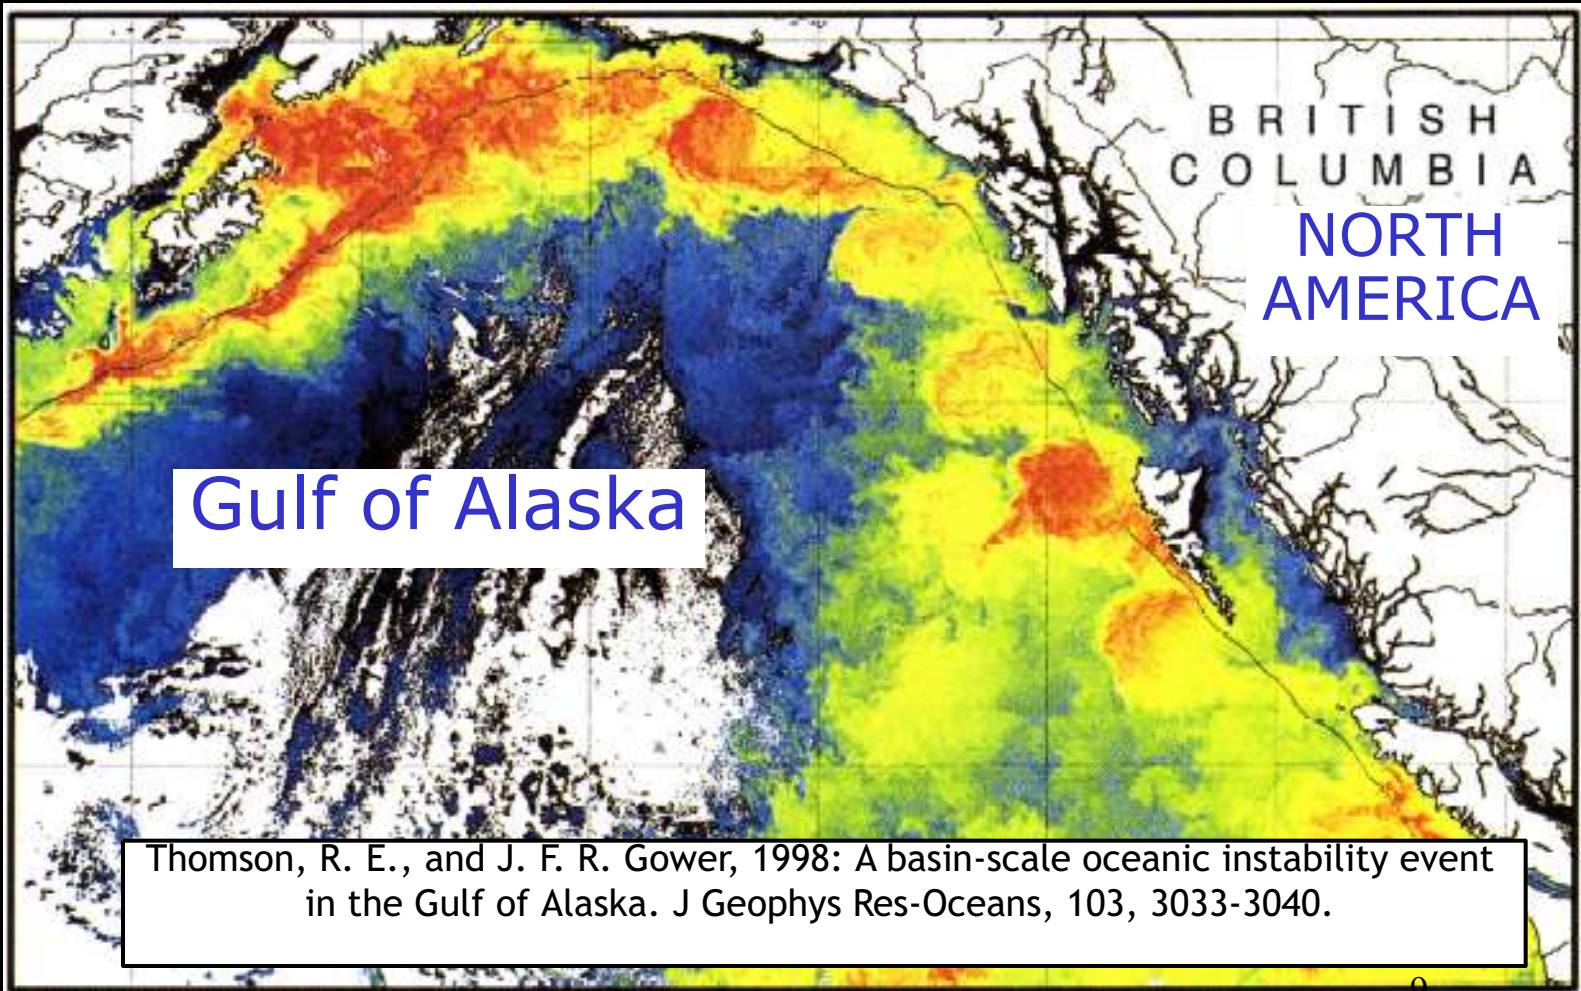 BRITISH
COLUMBIA
NORTH
AMERICA
Gulf of Alaska
Thomson, R. E., and J. F. R. Gower, 1998: A basin-scale oceanic instability event
in the Gulf of Alaska. J Geophys Res-Oceans, 103, 3033-3040.